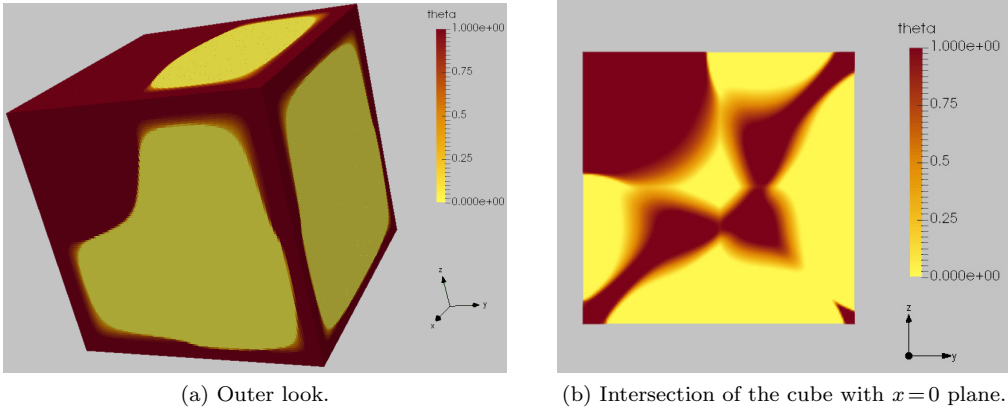 theta
1.000e+00
0.75
0.5
0.25
0.000e+00
z
y
x
(a) Outer look.
theta
1.000e+00
0.75
0.5
0.25
0.000e+00
z
y
(b) Intersection of the cube with x=0 plane.